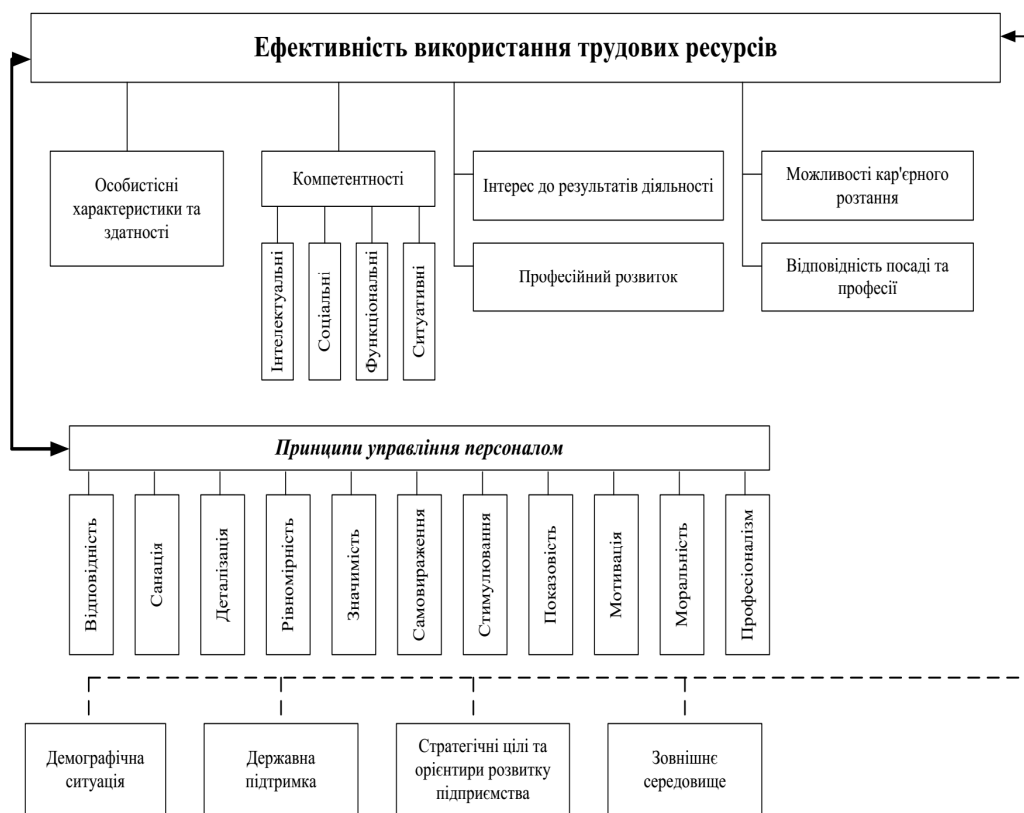 Ефективність використання трудових ресурсів
Особистісні
характеристики та
здатності
Компетентності
Інтерес до результатів діяльності
Можливості кар'єрного
розтання
Професійний розвиток
Відповідність посаді та
професії
Інтелектуальні
Соціальні
Функціональні
Ситуативні
Принципи управління персоналом
Відповідність
Санація
Деталізація
Рівномірність
Значимість
Самовираження
Стимулювання
Показовість
Мотивація
Моральність
Професіоналізм
Демографічна
ситуація
Державна
підтримка
Стратегічні цілі та
орієнтири розвитку
підприємства
Зовнішнє
середовище